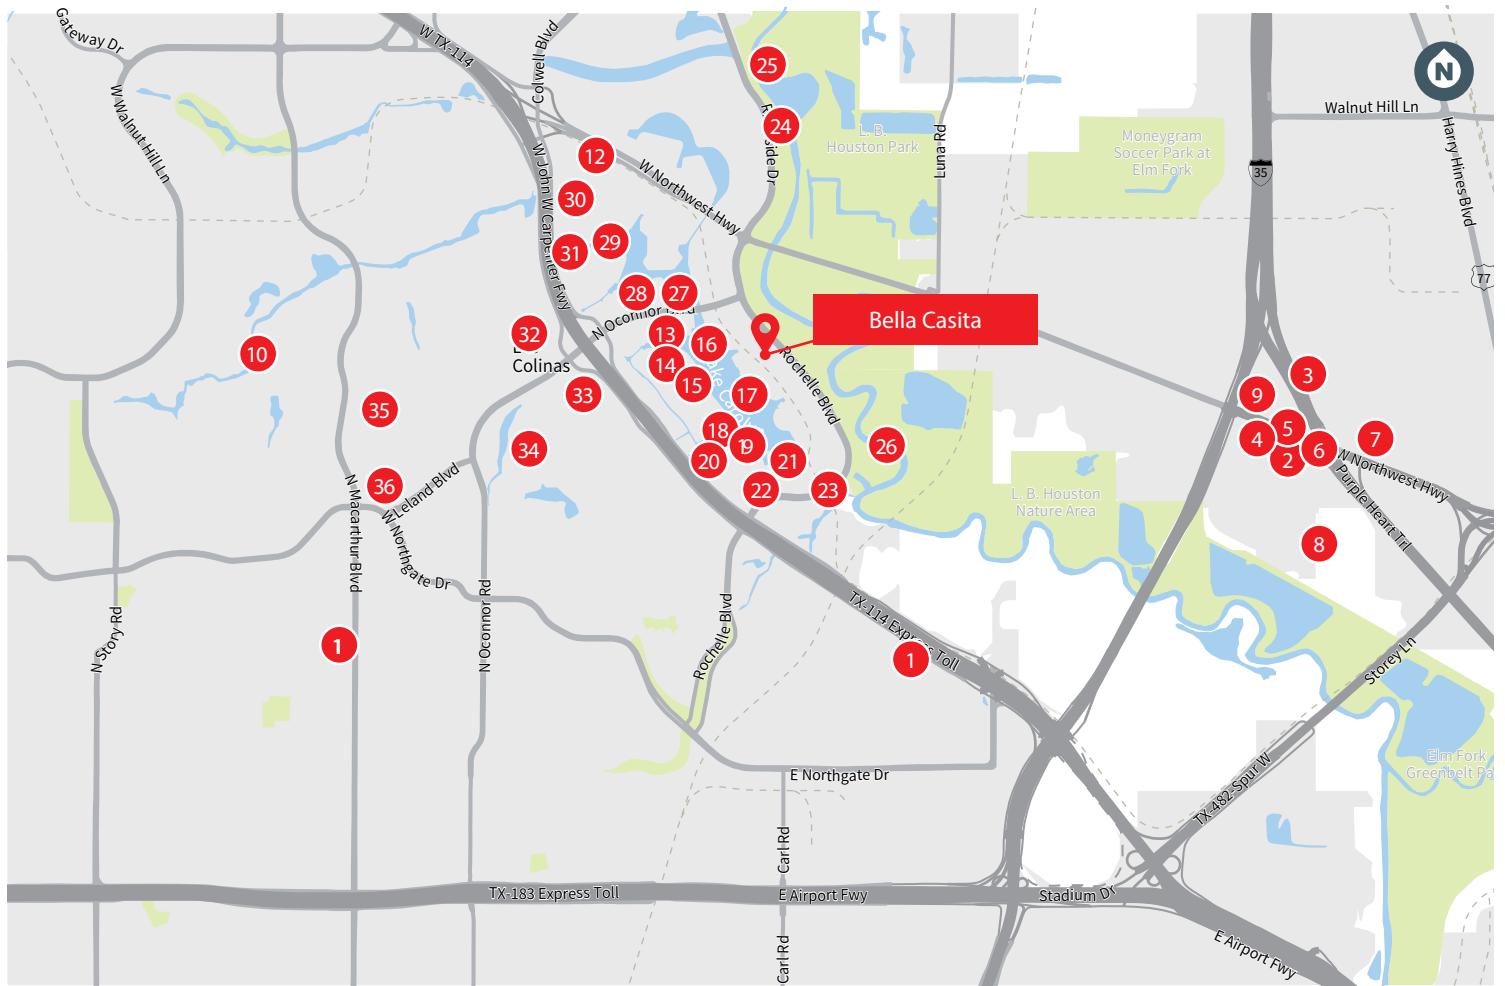 Gateway Dr
W TX-114
Colwell Blvd
25
N
Walnut Hill Ln
W Walnut Hill Ln
24
L. B.
Houston Park
Luna Rd
Moneygram
Soccer Park at
Elm Fork
Harry Hines Blvd
35
12
W John W Carpenter Fwy
W Northwest Hwy
30
29
31
77
28
27
N Oconnor Blvd
Bella Casita
32
Colinas
13
16
10
14
15
Rochelle Blvd
3
33
17
9
35
18
19
5
4
6
7
34
20
21
26
2
W Northwest Hwy
36
W Leland Blvd
22
23
L. B. Houston
Nature Area
Purple Heart Trl
N Macarthur Blvd
W Northgate Dr
8
N Oconnor Rd
N Story Rd
Rochelle Blvd
TX-114 Express Toll
1
1
Storey Ln
Elm Fork
E Northgate Dr
TX-482-Spur W
Carl Rd
TX-183 Express Toll
E Airport Fwy
Stadium Dr
Carl Rd
E Airport Fwy